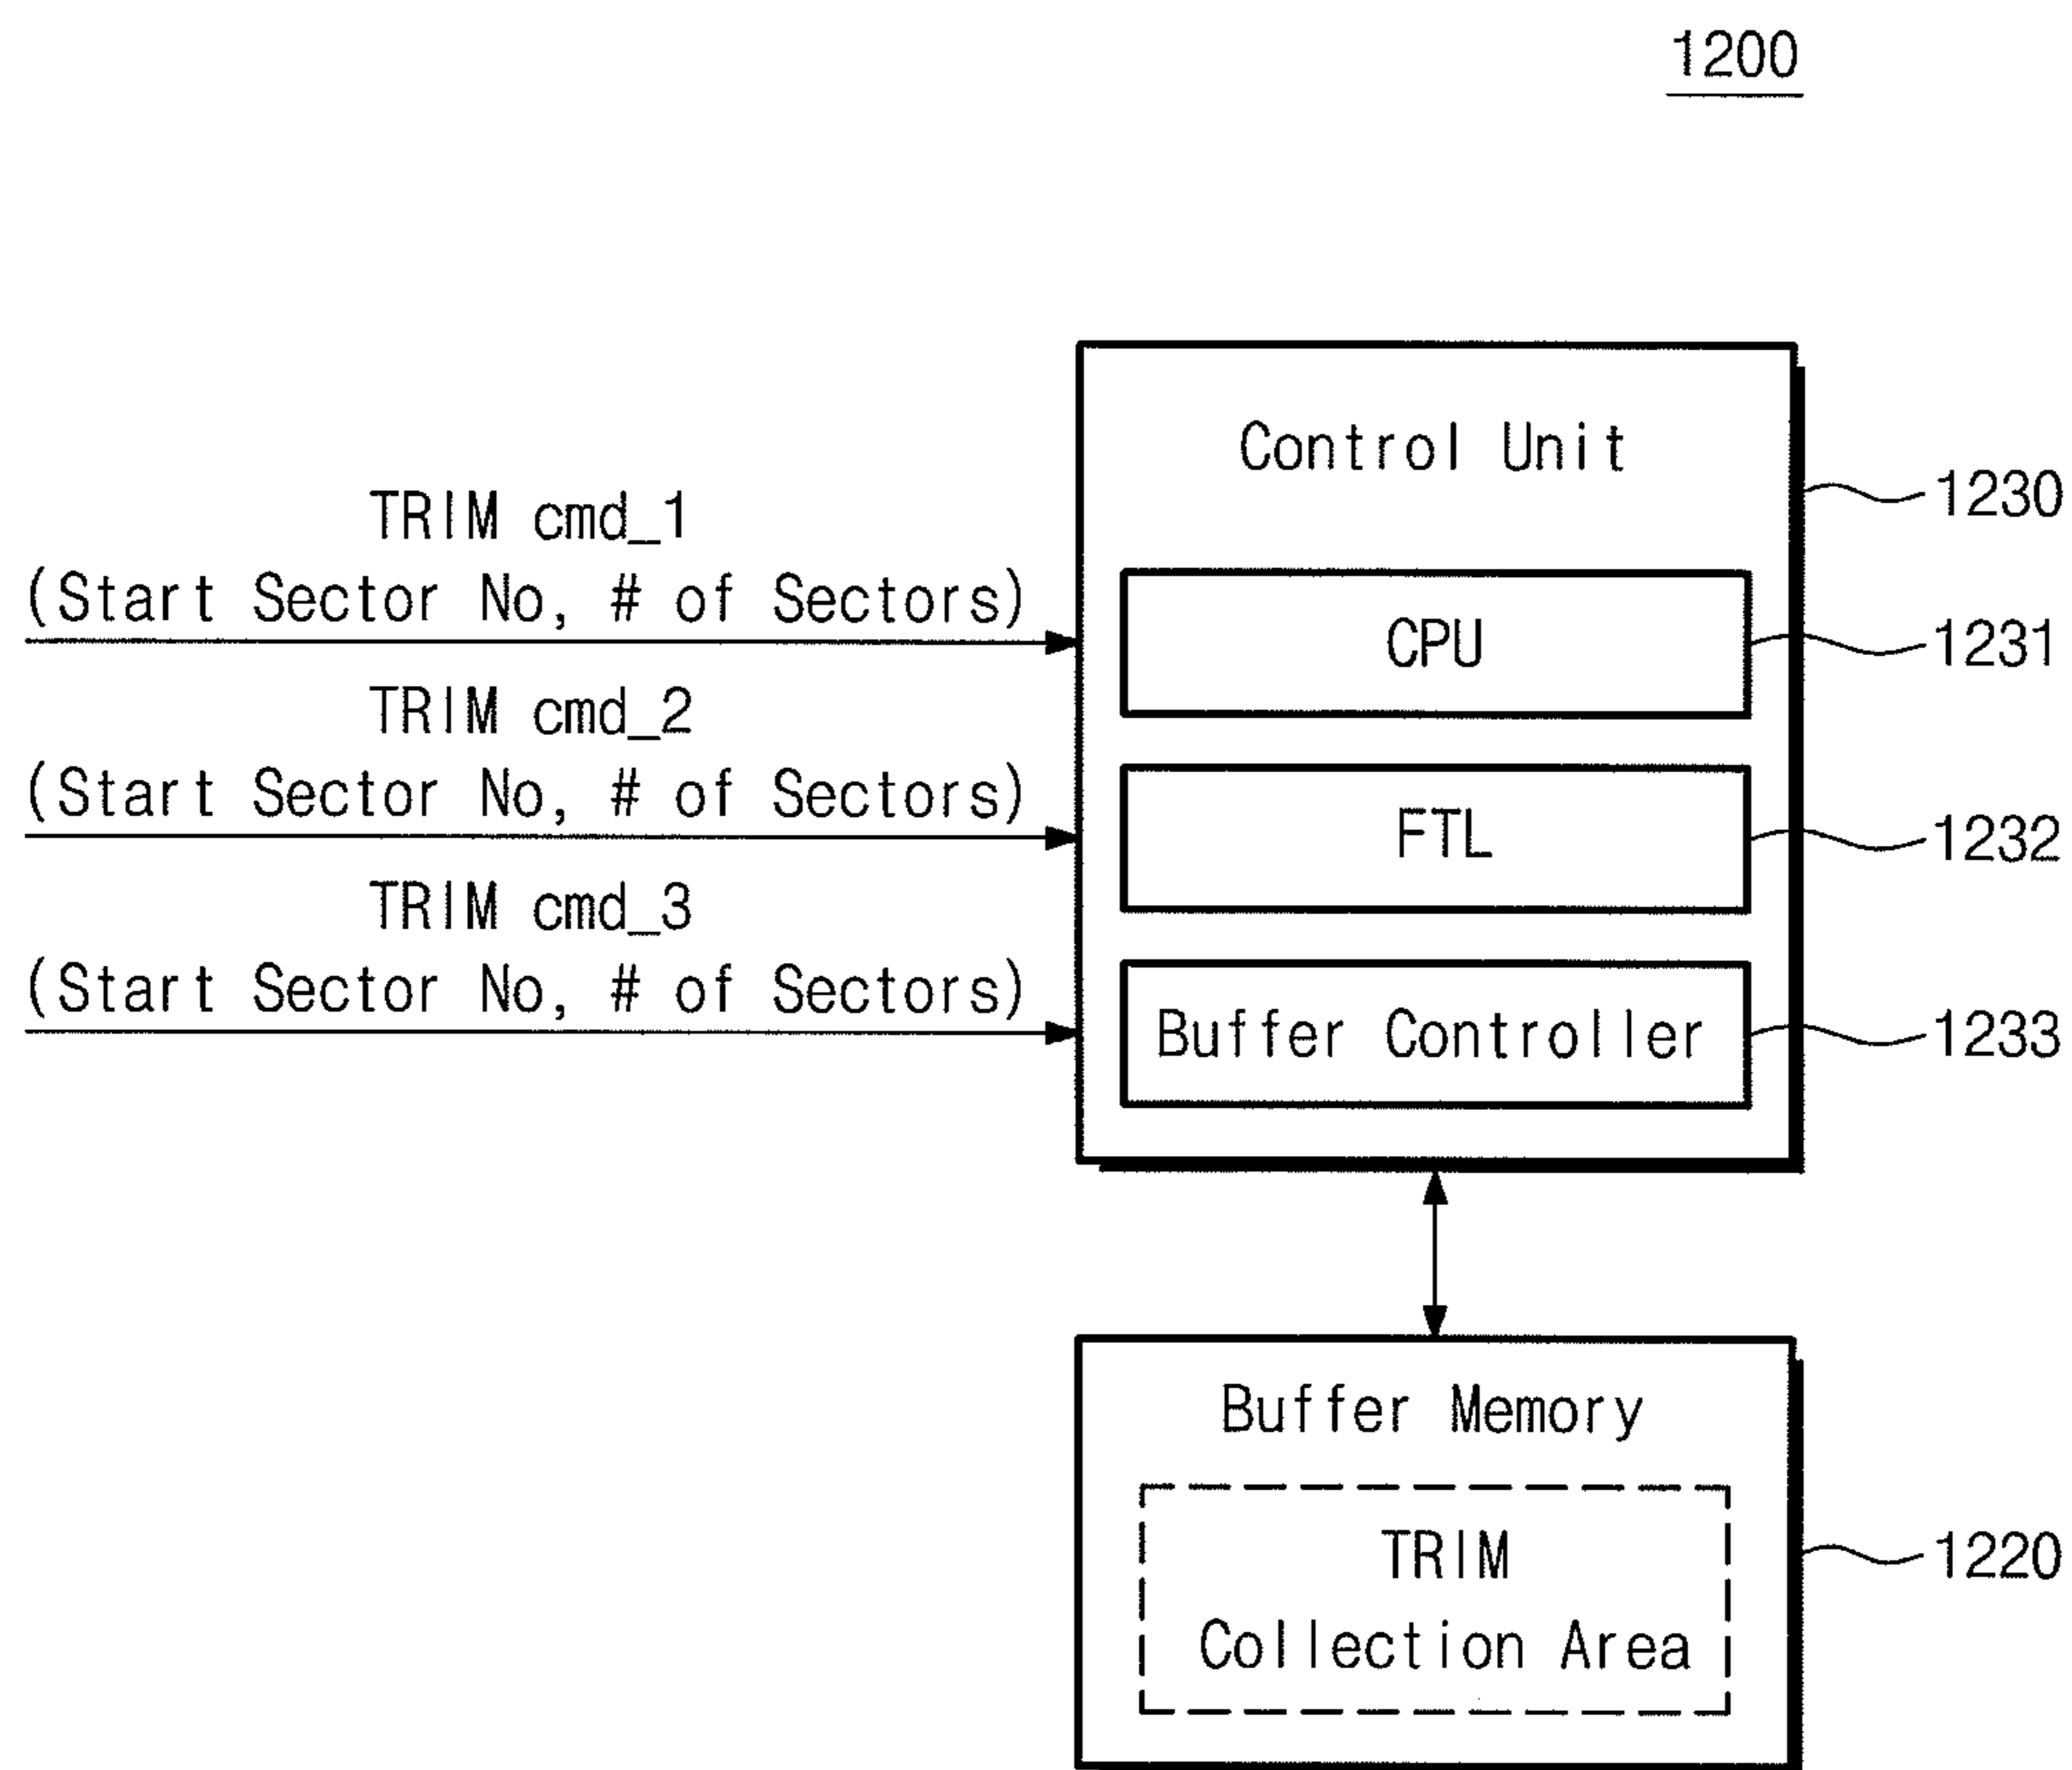 1200
Control Unit
1230
TRIM cmd_1
(Start Sector No, # of Sectors)
CPU
1231
TRIM cmd_2
(Start Sector No, # of Sectors)
FTL
1232
TRIM cmd_3
(Start Sector No, # of Sectors)
Buffer Controller
1233
Buffer Memory
TRIM
Collection Area
1220